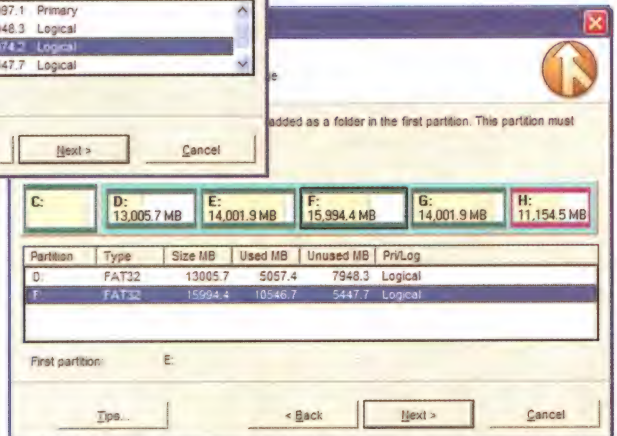 97.1 Primary
48.3 Logical
74.2 Logical
47.7 Logical
Next >
Cancel
added as a folder in the first partition. This partition must
C:
D:
13,005.7 MB
E:
14,001.9 MB
F:
15,994.4 MB
G:
14,001.9 MB
H:
11,154.5 MB
Partition Type Size MB Used MB Unused MB Pri/Log
D: FAT32 13005.7 5057.4 7948.3 Logical
F: FAT32 15994.4 10546.7 5447.7 Logical
First partition: E:
Tips...
< Back
Next >
Cancel